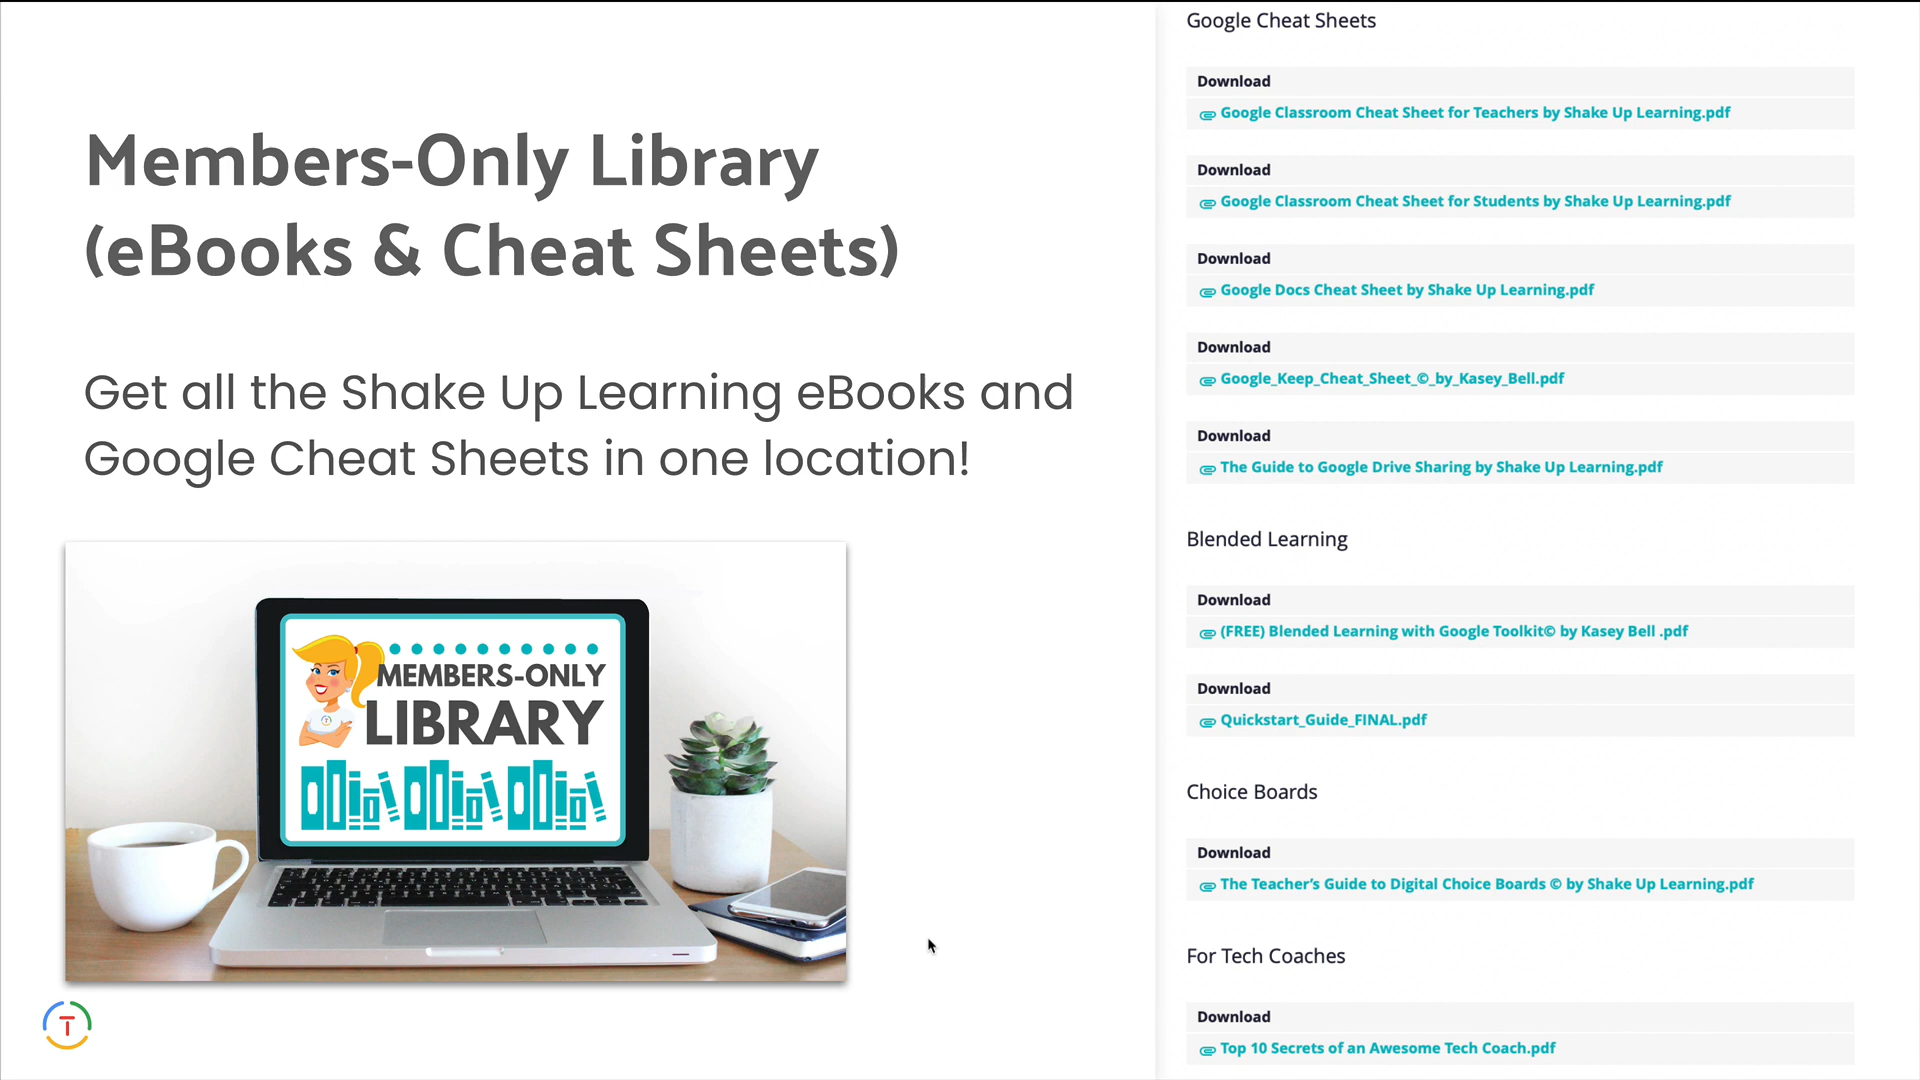 Members-Only Library
(eBooks & Cheat Sheets)
Get all the Shake Up Learning eBooks and
Google Cheat Sheets in one location!
MEMBERS-ONLY
LIBRARY
T
Google Cheat Sheets
Download
Google Classroom Cheat Sheet for Teachers by Shake Up Learning.pdf
Download
Google Classroom Cheat Sheet for Students by Shake Up Learning.pdf
Download
Google Docs Cheat Sheet by Shake Up Learning.pdf
Download
Google_Keep_Cheat_Sheet_©_by_Kasey_Bell.pdf
Download
The Guide to Google Drive Sharing by Shake Up Learning.pdf
Blended Learning
Download
(FREE) Blended Learning with Google Toolkit© by Kasey Bell .pdf
Download
Quickstart_Guide_FINAL.pdf
Choice Boards
Download
The Teacher’s Guide to Digital Choice Boards © by Shake Up Learning.pdf
For Tech Coaches
Download
Top 10 Secrets of an Awesome Tech Coach.pdf